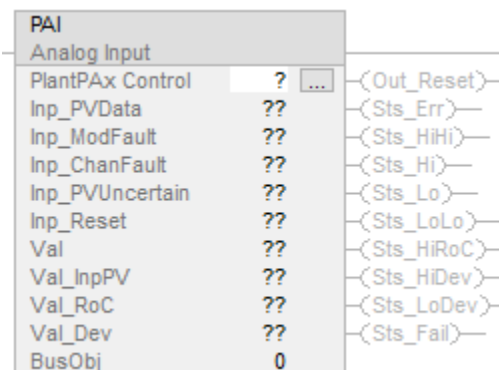 PAI
Analog Input
PlantPAx Control ? ... (Out_Reset)
Inp_PVData ?? (Sts_Err)
Inp_ModFault ?? (Sts_HiHi)
Inp_ChanFault ?? (Sts_Hi)
Inp_PVUncertain ?? (Sts_Lo)
Inp_Reset ?? (Sts_LoLo)
Val ?? (Sts_HiRoC)
Val_InpPV ?? (Sts_HiDev)
Val_RoC ?? (Sts_LoDev)
Val_Dev ?? (Sts_Fail)
BusObj 0